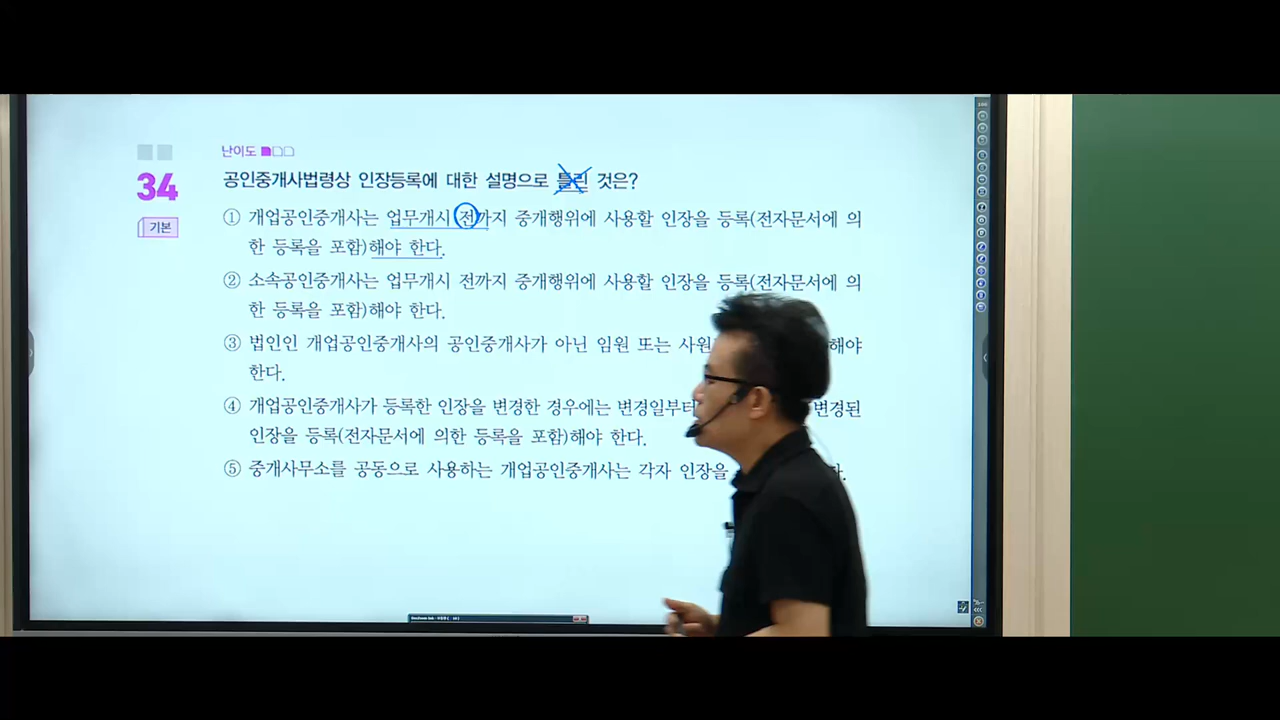 난이도
34 공인중개사법령상 인장등록에 대한 설명으로 틀린 것은?
기본
① 개업공인중개사는 업무개시 전까지 중개행위에 사용할 인장을 등록(전자문서에 의
한 등록을 포함)해야 한다.
② 소속공인중개사는 업무개시 전까지 중개행위에 사용할 인장을 등록(전자문서에 의
한 등록을 포함)해야 한다.
③ 법인인 개업공인중개사의 공인중개사가 아닌 임원 또는 사원 해야
한다.
④ 개업공인중개사가 등록한 인장을 변경한 경우에는 변경일부터 변경된
인장을 등록(전자문서에 의한 등록을 포함)해야 한다.
⑤ 중개사무소를 공동으로 사용하는 개업공인중개사는 각자 인장을